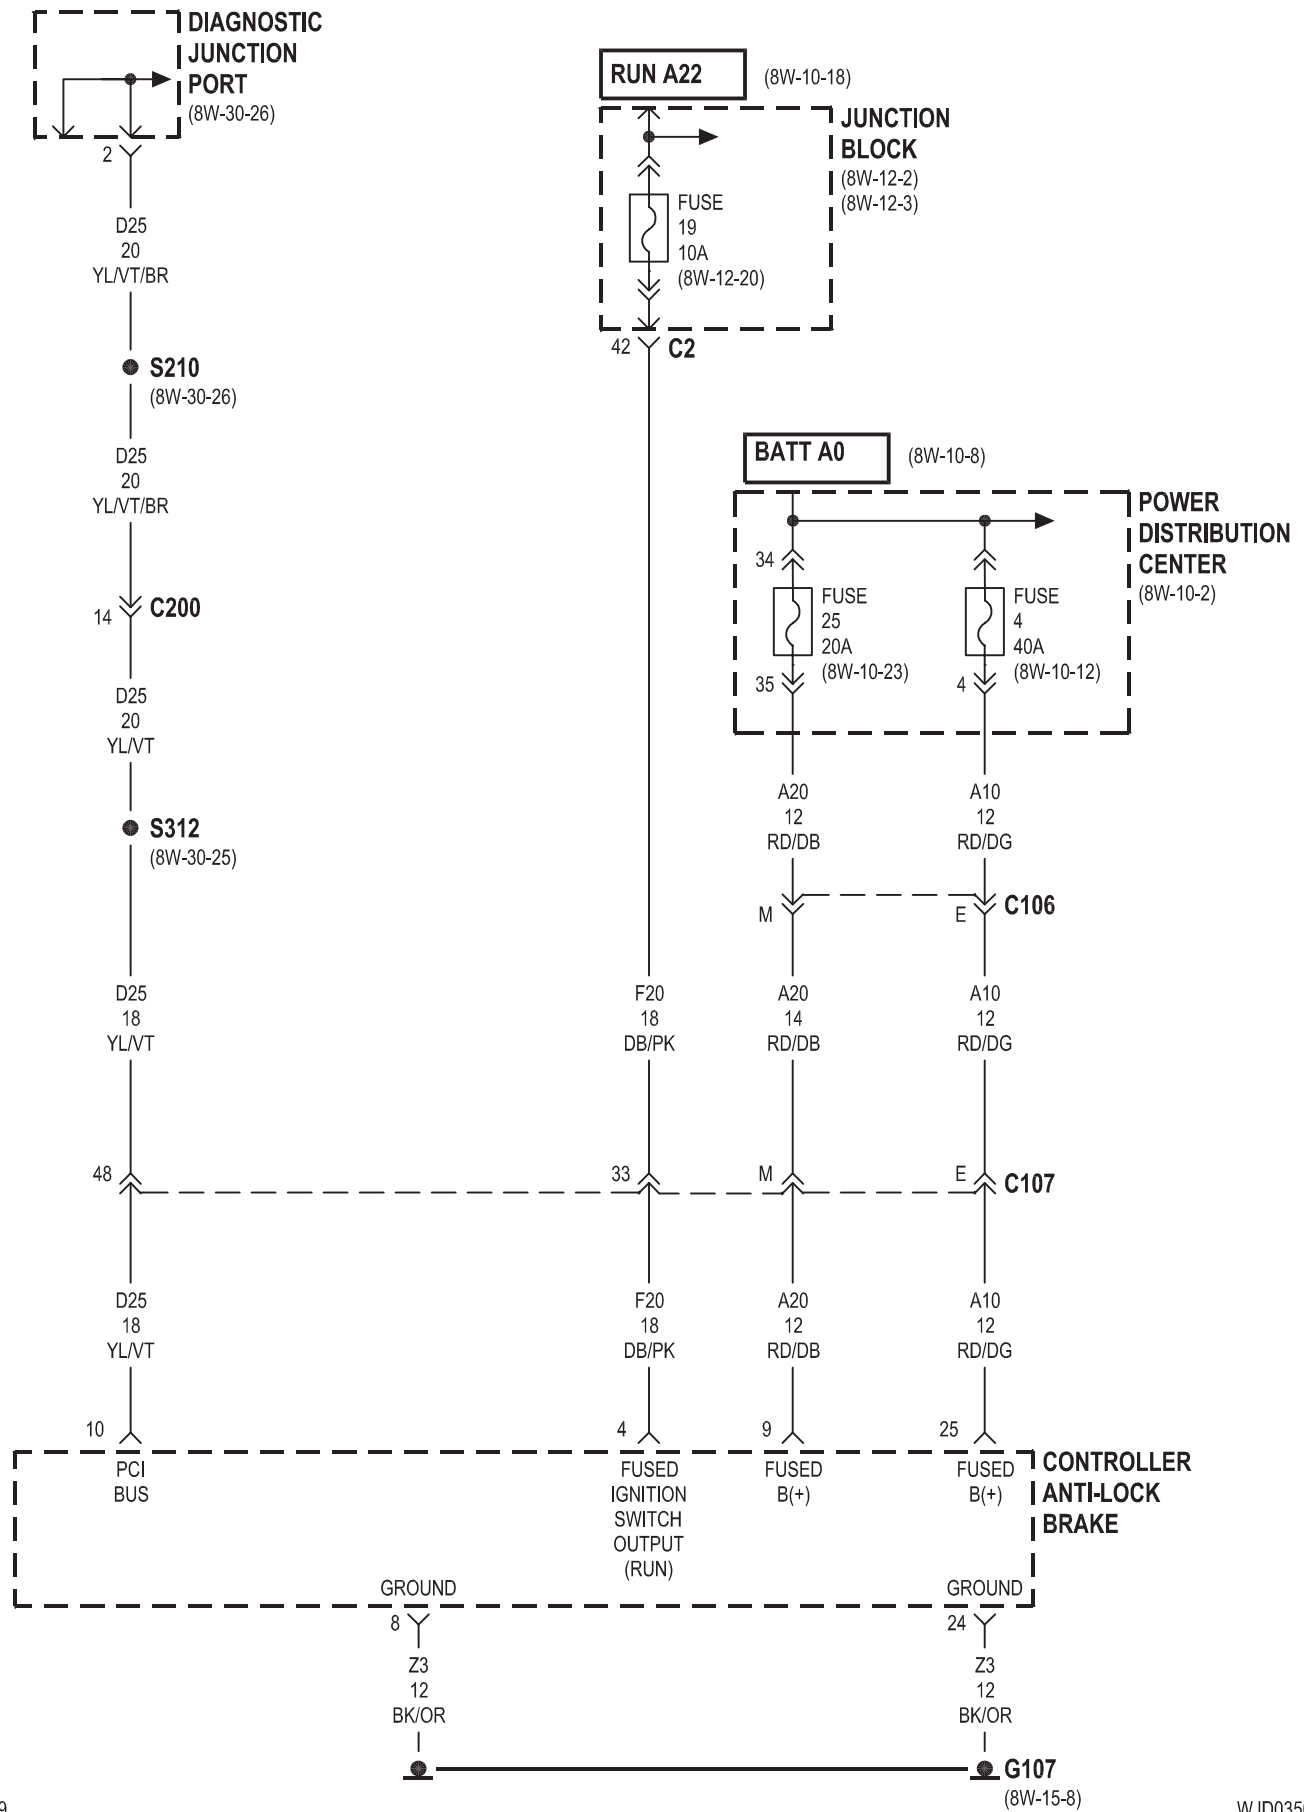 DIAGNOSTIC
JUNCTION
PORT
(8W-30-26)
2
D25
20
YL/VT/BR
S210
(8W-30-26)
D25
20
YL/VT/BR
14
C200
D25
20
YL/VT
S312
(8W-30-25)
D25
18
YL/VT
48
D25
18
YL/VT
10
PCI
BUS
RUN A22
(8W-10-18)
JUNCTION
BLOCK
(8W-12-2)
(8W-12-3)
FUSE
19
10A
(8W-12-20)
42
C2
F20
18
DB/PK
33
F20
18
DB/PK
4
FUSED
IGNITION
SWITCH
OUTPUT
(RUN)
BATT A0
(8W-10-8)
POWER
DISTRIBUTION
CENTER
(8W-10-2)
34
FUSE
25
20A
(8W-10-23)
35
A20
12
RD/DB
M
A20
14
RD/DB
M
A20
12
RD/DB
9
FUSED
B(+)
FUSE
4
40A
(8W-10-12)
4
A10
12
RD/DG
E
C106
A10
12
RD/DG
E
C107
A10
12
RD/DG
25
FUSED
B(+)
CONTROLLER
ANTI-LOCK
BRAKE
GROUND
8
Z3
12
BK/OR
GROUND
24
Z3
12
BK/OR
G107
(8W-15-8)